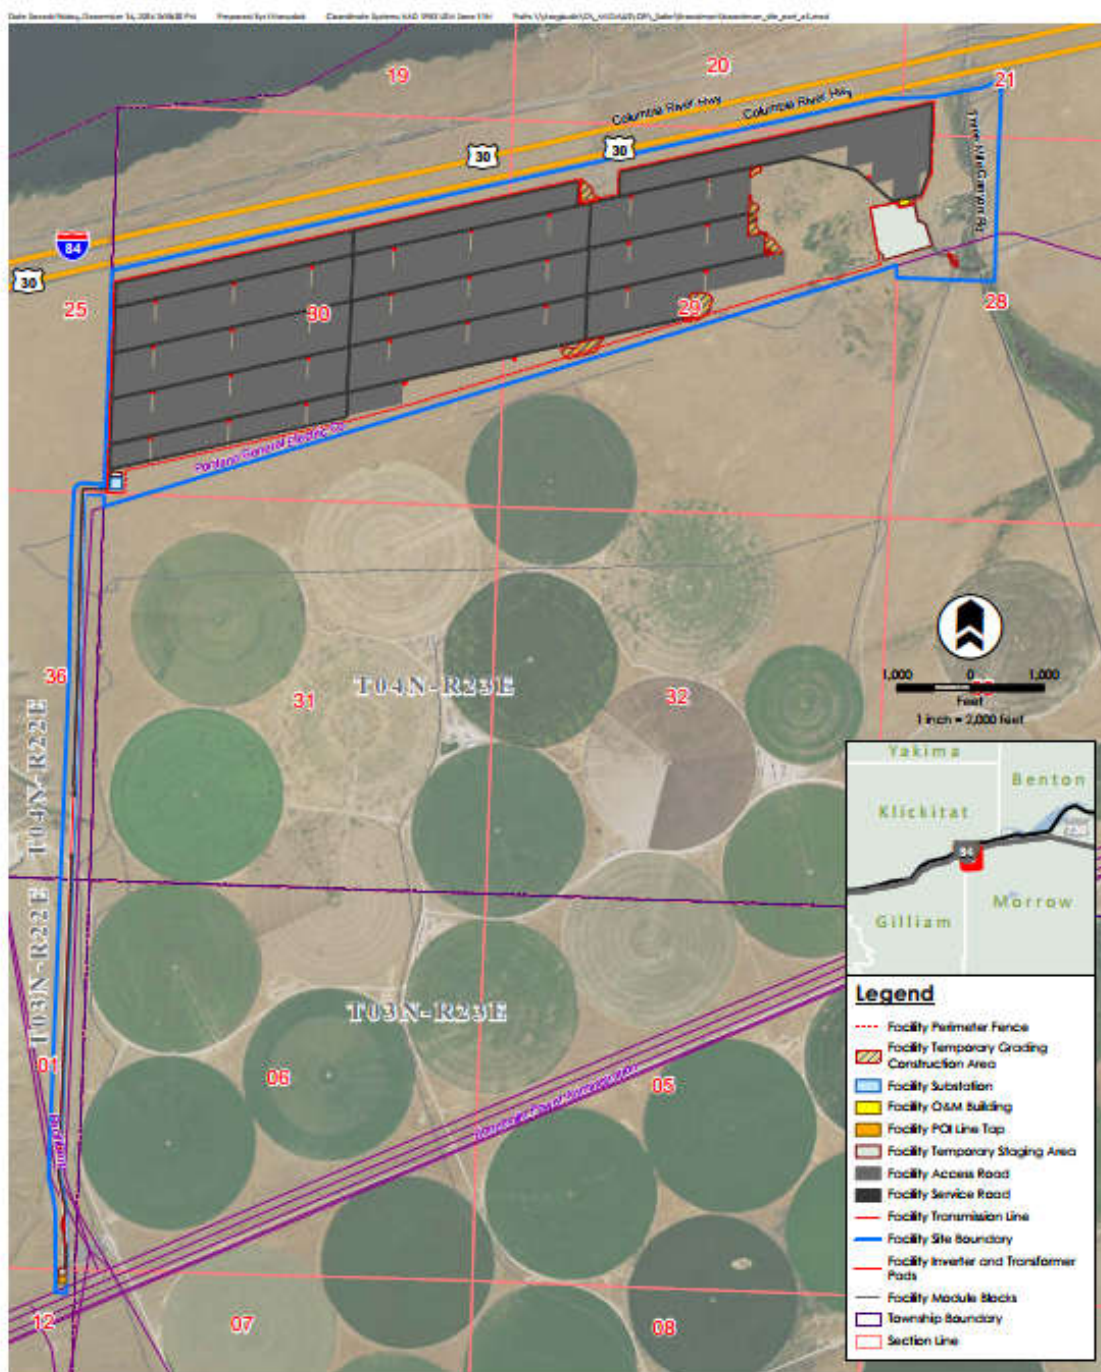 19
20
21
Columbia River Hwy
Columbia River Hwy
30
30
84
30
25
30
29
28
Portland General Electric Co
36
31
T04N-R23E
32
T04N-R22E
1,000 0 1,000
Feet
1 inch = 2,000 feet
Yakima
Benton
Klickitat
84
730
Morrow
Gilliam
T03N-R22E
T03N-R23E
01
06
05
12
07
08
Legend
Facility Perimeter Fence
Facility Temporary Grading
Construction Area
Facility Substation
Facility O&M Building
Facility POI Line Tap
Facility Temporary Staging Area
Facility Access Road
Facility Service Road
Facility Transmission Line
Facility Site Boundary
Facility Inverter and Transformer
Pads
Facility Module Blocks
Township Boundary
Section Line